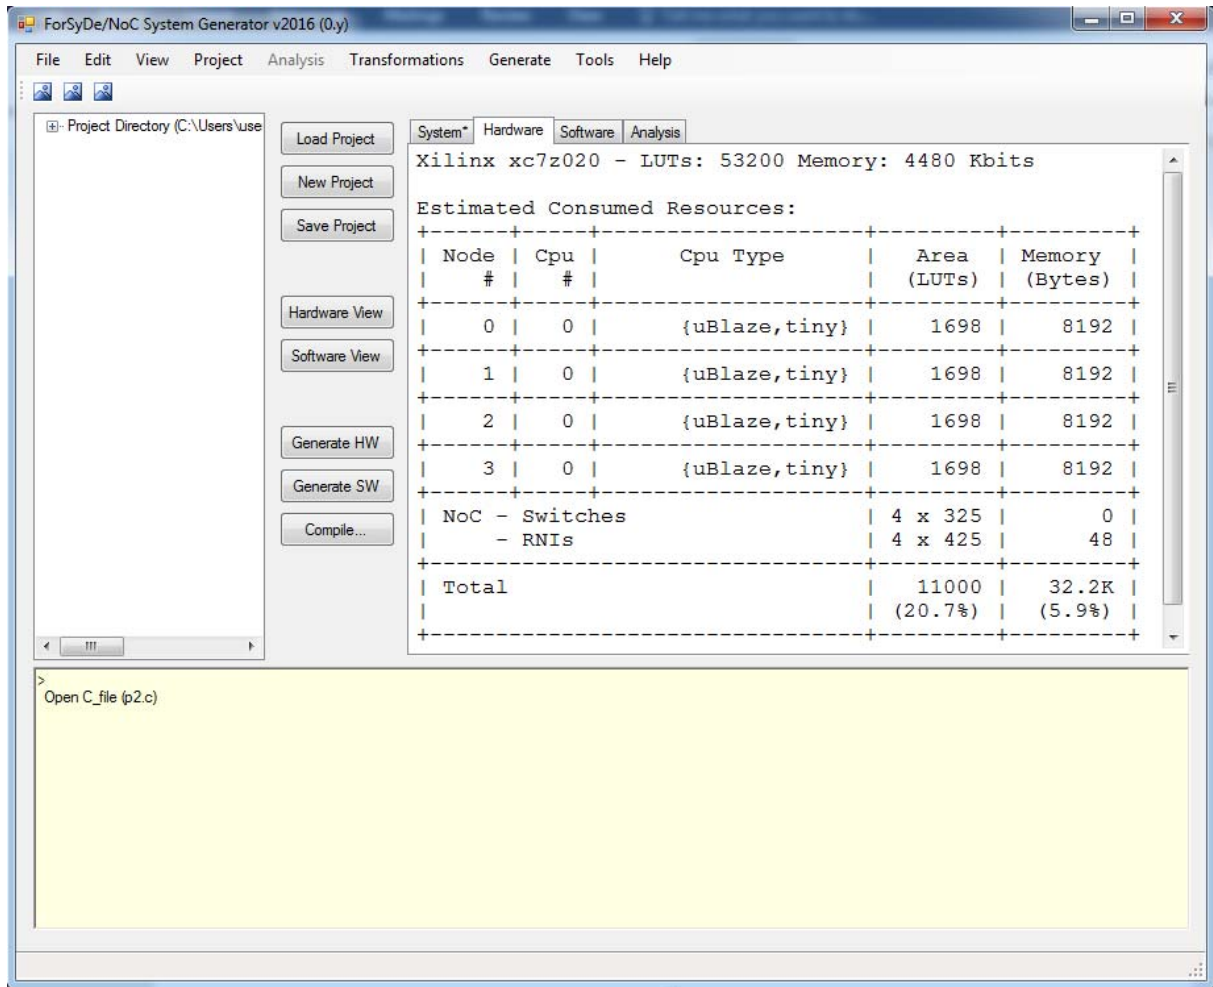 ForSyDe/NoC System Generator v2016 (0.y)
File Edit View Project Analysis Transformations Generate Tools Help
Project Directory (C:\Users\use
Load Project
New Project
Save Project
Hardware View
Software View
Generate HW
Generate SW
Compile...
System* Hardware Software Analysis
Xilinx xc7z020 - LUTs: 53200 Memory: 4480 Kbits
Estimated Consumed Resources:
+------+-----+--------------------+---------+---------+
| Node | Cpu | Cpu Type | Area | Memory |
| # | # | | (LUTs) | (Bytes) |
+------+-----+--------------------+---------+---------+
| 0 | 0 | {uBlaze,tiny} | 1698 | 8192 |
+------+-----+--------------------+---------+---------+
| 1 | 0 | {uBlaze,tiny} | 1698 | 8192 |
+------+-----+--------------------+---------+---------+
| 2 | 0 | {uBlaze,tiny} | 1698 | 8192 |
+------+-----+--------------------+---------+---------+
| 3 | 0 | {uBlaze,tiny} | 1698 | 8192 |
+------+-----+--------------------+---------+---------+
| NoC - Switches | 4 x 325 | 0 |
| - RNIs | 4 x 425 | 48 |
+---------------------------------+---------+---------+
| Total | 11000 | 32.2K |
| | (20.7%) | (5.9%) |
+---------------------------------+---------+---------+
>
Open C_file (p2.c)